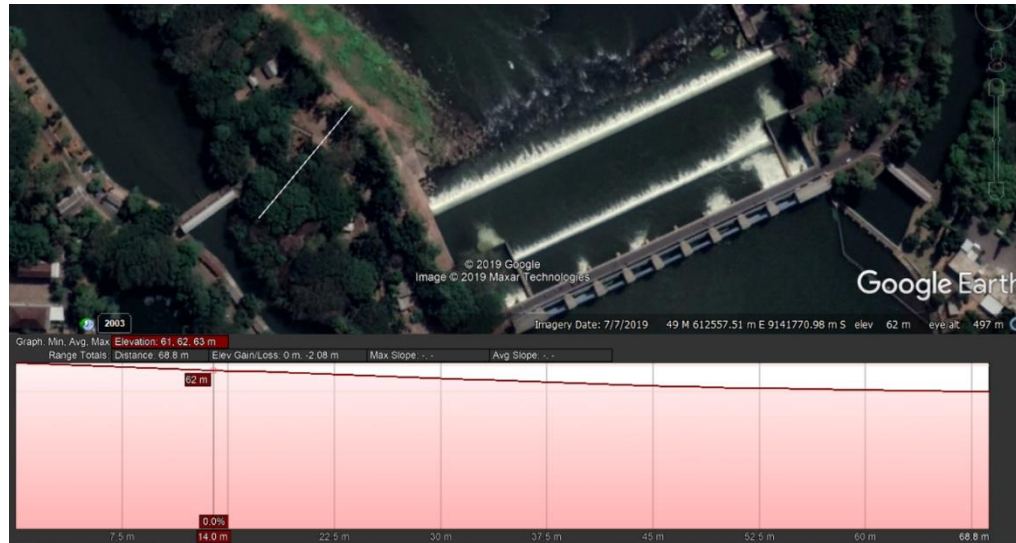 © 2019 Google
Image © 2019 Maxar Technologies
Google Earth
2003
Imagery Date: 7/7/2019 49 M 612557.51 m E 9141770.98 m S elev 62 m eye alt 497 m
Graph: Min, Avg, Max Elevation: 61, 62, 63 m
Range Totals: Distance: 68.8 m Elev Gain/Loss: 0 m, -2.08 m Max Slope: -, - Avg Slope: -, -
62 m
0.0%
7.5 m 14.0 m 22.5 m 30 m 37.5 m 45 m 52.5 m 60 m 68.8 m